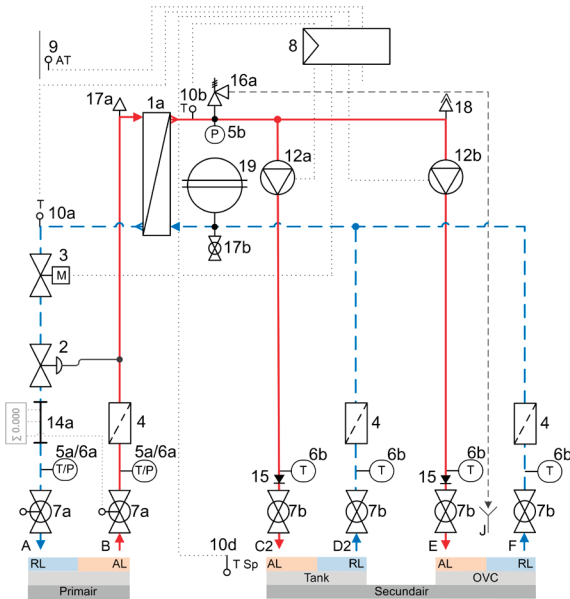 9
AT
8
16a
17a
1a
10b
T
18
P
5b
19
12a
12b
T
10a
17b
3
M
2
Σ 0.000
14a
4
4
4
5a/6a
5a/6a
6b
6b
6b
6b
T/P
T/P
15
T
T
15
T
T
7a
7a
7b
7b
7b
7b
J
A
B
10d
C2
D2
E
F
T Sp
RL
AL
AL
RL
AL
RL
Tank
OVC
Primair
Secundair